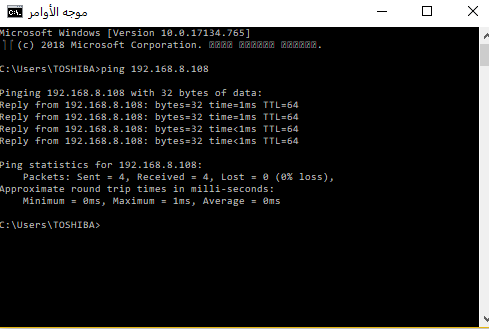 موجه الأوامر
Microsoft Windows [Version 10.0.17134.765]
(c) 2018 Microsoft Corporation.
C:\Users\TOSHIBA>ping 192.168.8.108
Pinging 192.168.8.108 with 32 bytes of data:
Reply from 192.168.8.108: bytes=32 time=1ms TTL=64
Reply from 192.168.8.108: bytes=32 time=1ms TTL=64
Reply from 192.168.8.108: bytes=32 time<1ms TTL=64
Reply from 192.168.8.108: bytes=32 time<1ms TTL=64
Ping statistics for 192.168.8.108:
Packets: Sent = 4, Received = 4, Lost = 0 (0% loss),
Approximate round trip times in milli-seconds:
Minimum = 0ms, Maximum = 1ms, Average = 0ms
C:\Users\TOSHIBA>